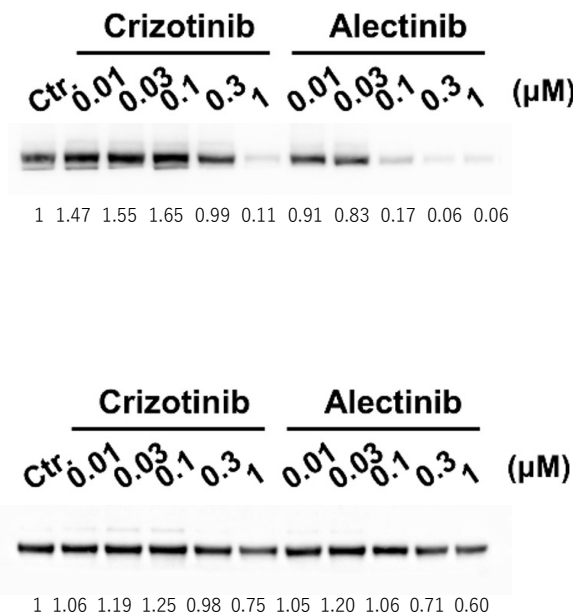 Crizotinib Alectinib
Ctr. 0.01 0.03 0.1 0.3 1 0.01 0.03 0.1 0.3 1 (μM)
1 1.47 1.55 1.65 0.99 0.11 0.91 0.83 0.17 0.06 0.06
Crizotinib Alectinib
Ctr. 0.01 0.03 0.1 0.3 1 0.01 0.03 0.1 0.3 1 (μM)
1 1.06 1.19 1.25 0.98 0.75 1.05 1.20 1.06 0.71 0.60